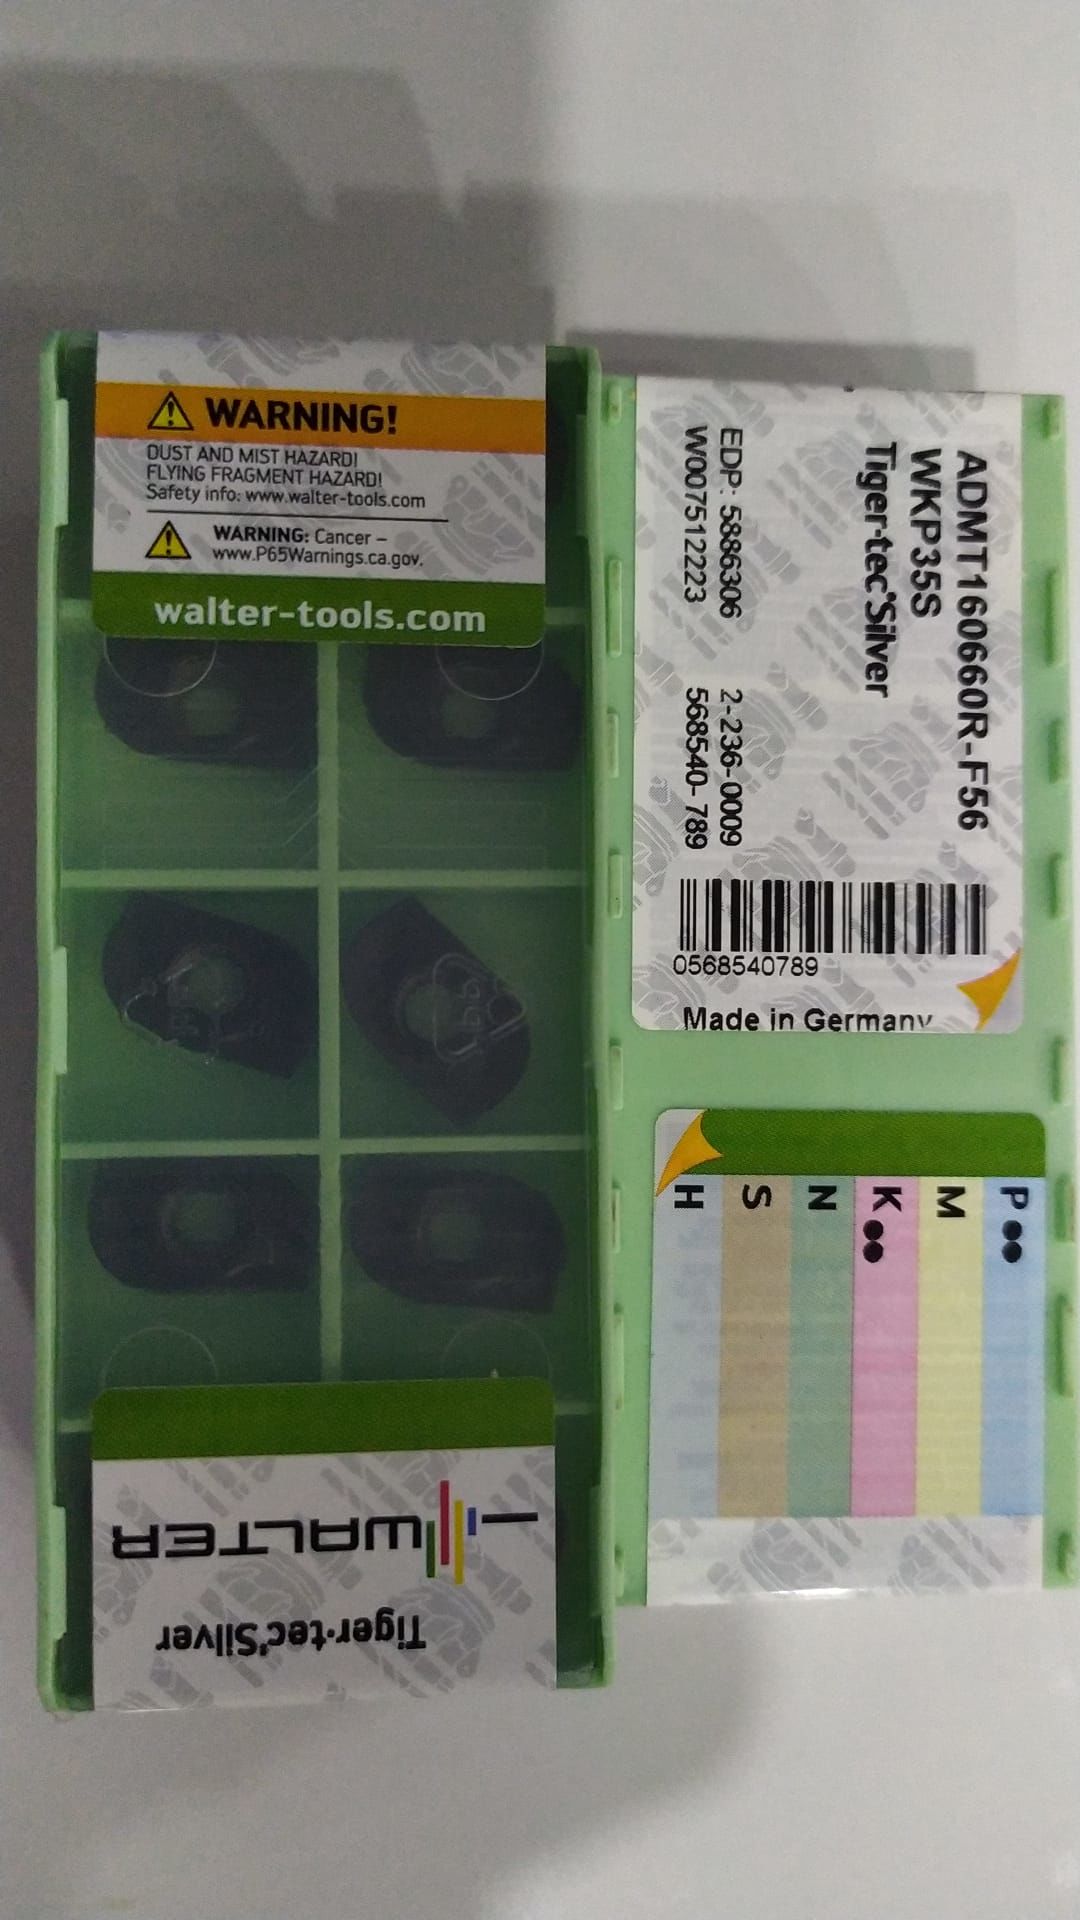 WARNING!
DUST AND MIST HAZARD!
FLYING FRAGMENT HAZARD!
Safety info: www.walter-tools.com
WARNING: Cancer –
www.P65Warnings.ca.gov.
walter-tools.com
WALTER
Tiger·tec®Silver
ADMT160660R-F56
WKP35S
Tiger·tec®Silver
EDP: 5886306 2-236-0009
W007512223 568540-789
0568540789
Made in Germany
P
M
K
N
S
H